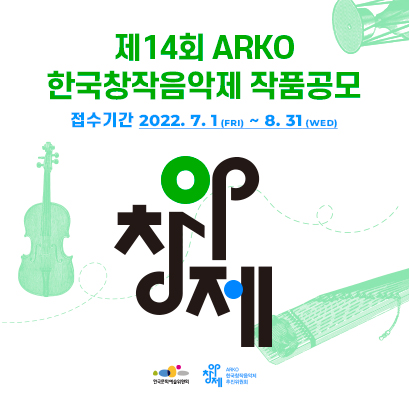 제14회 ARKO
한국창작음악제 작품공모
접수기간 2022. 7. 1 (FRI) ~ 8. 31 (WED)
창악제
한국문화예술위원회
창악제
ARKO
한국창작음악제
추진위원회